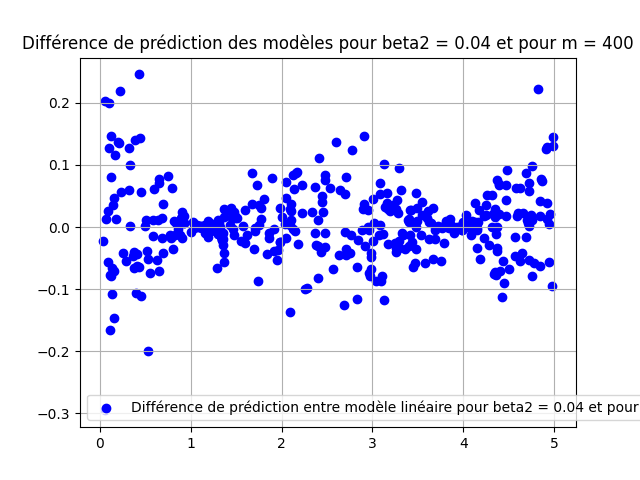 Différence de prédiction des modèles pour beta2 = 0.04 et pour m = 400
0.2
0.1
0.0
−0.1
−0.2
−0.3
Différence de prédiction entre modèle linéaire pour beta2 = 0.04 et pour
0 1 2 3 4 5